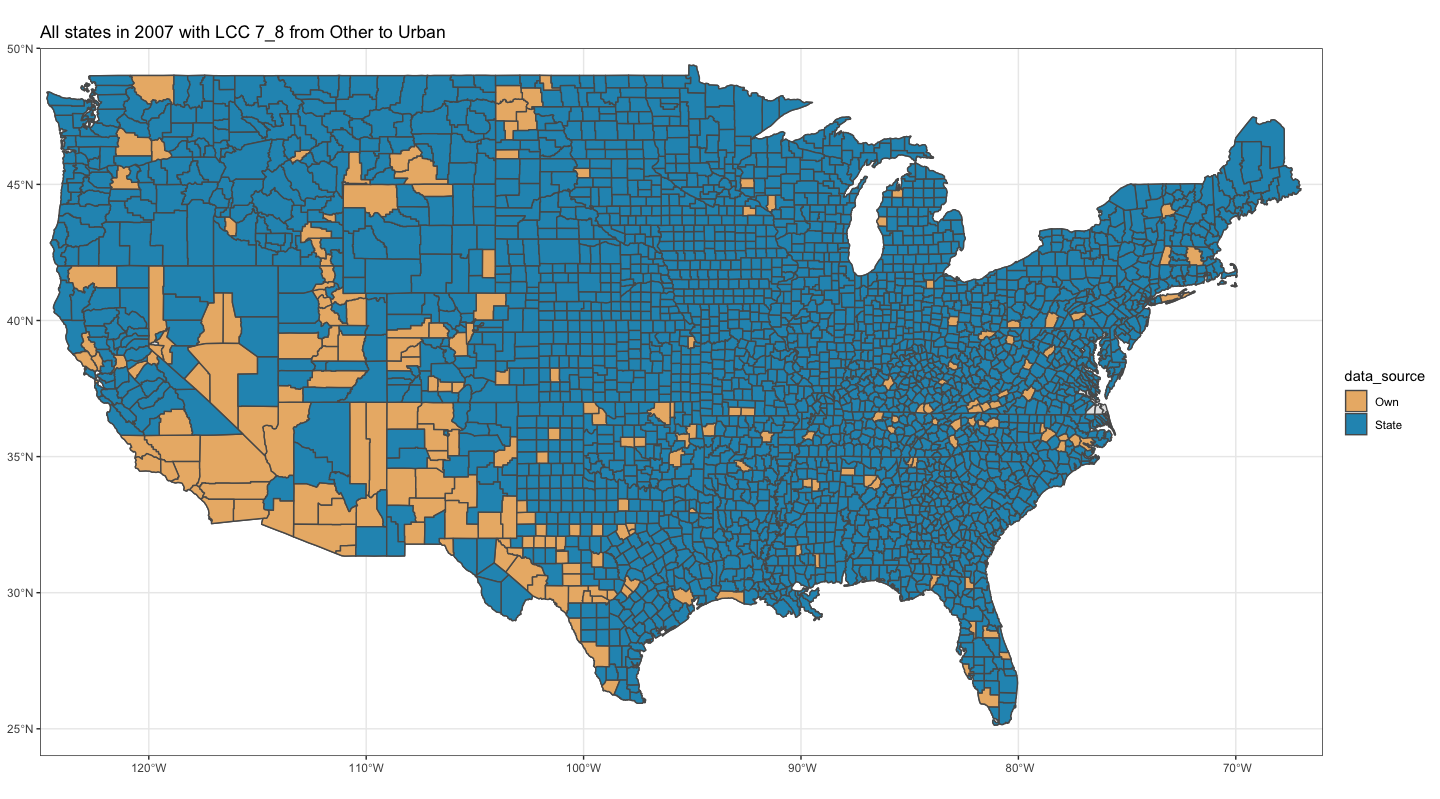 All states in 2007 with LCC 7_8 from Other to Urban
50°N
45°N
40°N
35°N
30°N
25°N
120°W
110°W
100°W
90°W
80°W
70°W
data_source
Own
State